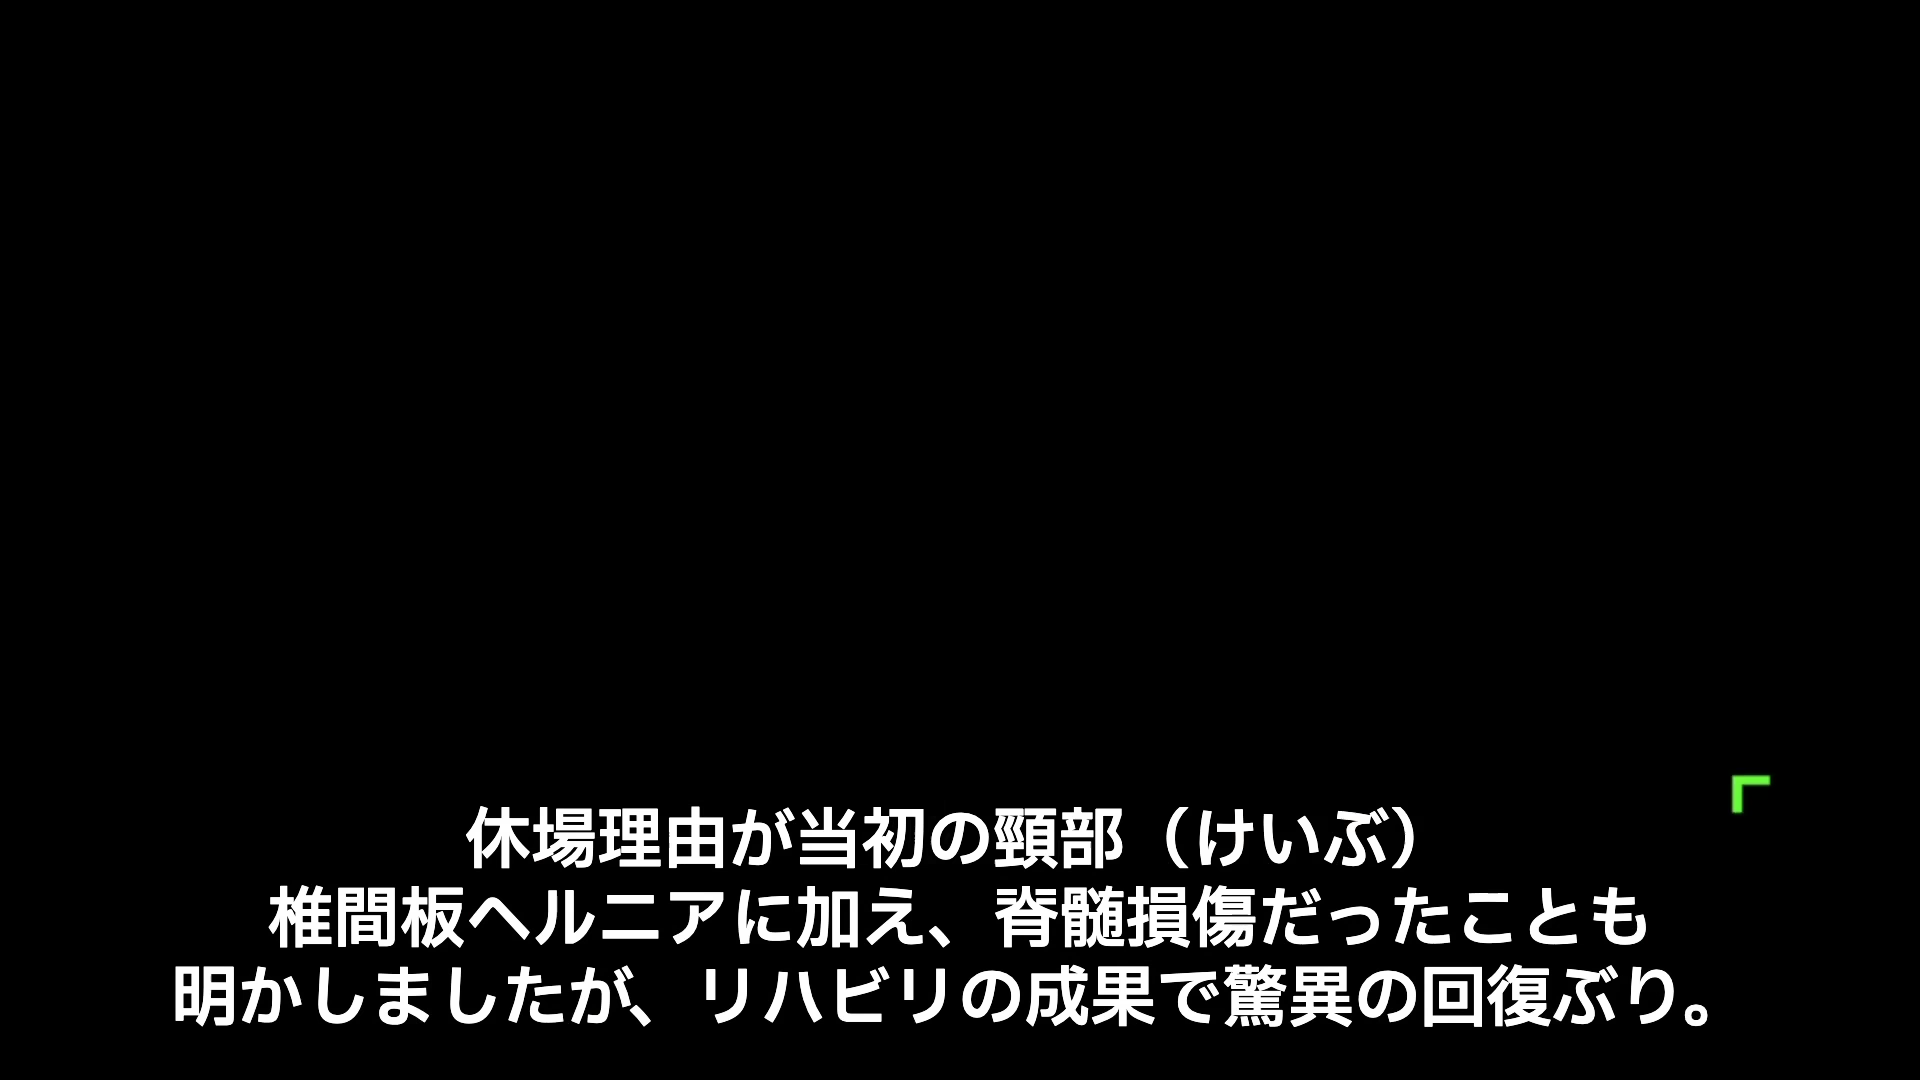 休場理由が当初の頸部（けいぶ）
椎間板ヘルニアに加え、脊髄損傷だったことも
明かしましたが、リハビリの成果で驚異の回復ぶり。